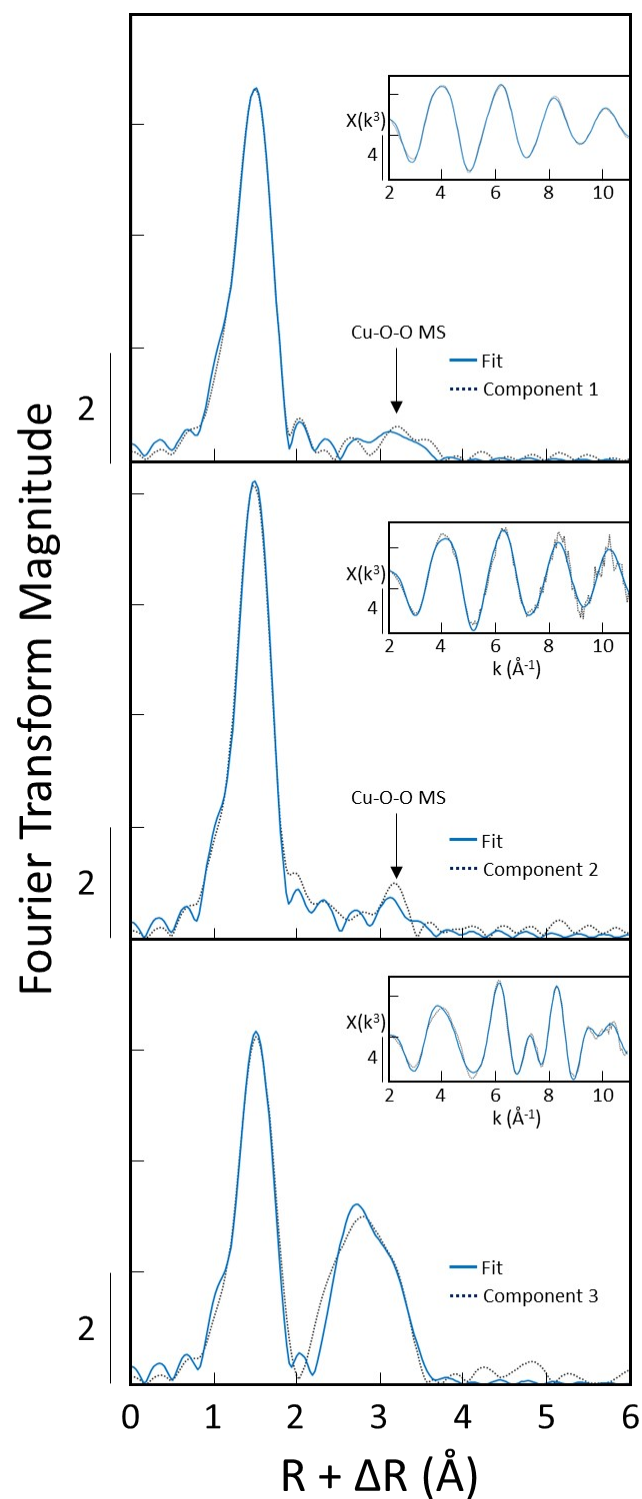 X(k³)
4
2 4 6 8 10
Cu-O-O MS
Fit
Component 1
2
X(k³)
4
2 4 6 8 10
k (Å⁻¹)
Cu-O-O MS
Fit
Component 2
2
Fourier Transform Magnitude
X(k³)
4
2 4 6 8 10
k (Å⁻¹)
Fit
Component 3
2
0 1 2 3 4 5 6
R + ΔR (Å)